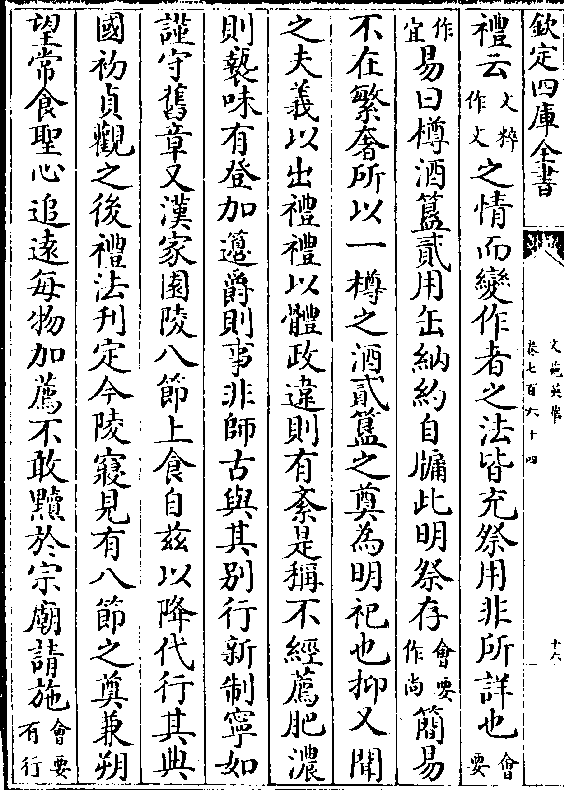 欽定四庫全書
文苑英華
卷七百六十四
十六
禮云文粹作文之情而變作者之法皆充祭用非所詳也會要
作宜易曰樽酒簋貳用缶納約自牖此明祭存會要作尚簡易
不在繁奢所以一樽之酒貳簋之奠為明祀也抑又聞
之夫義以出禮禮以體政違則有紊是稱不經薦肥濃
則褻味有登加籩爵則事非師古與其别行新制寧如
謹守舊章又漢家園陵八節上食自兹以降代行其典
國初貞觀之後禮法刋定今陵寢見有八節之奠兼朔
望常食聖心追逺每物加薦不敢黷於宗廟請施會要有行